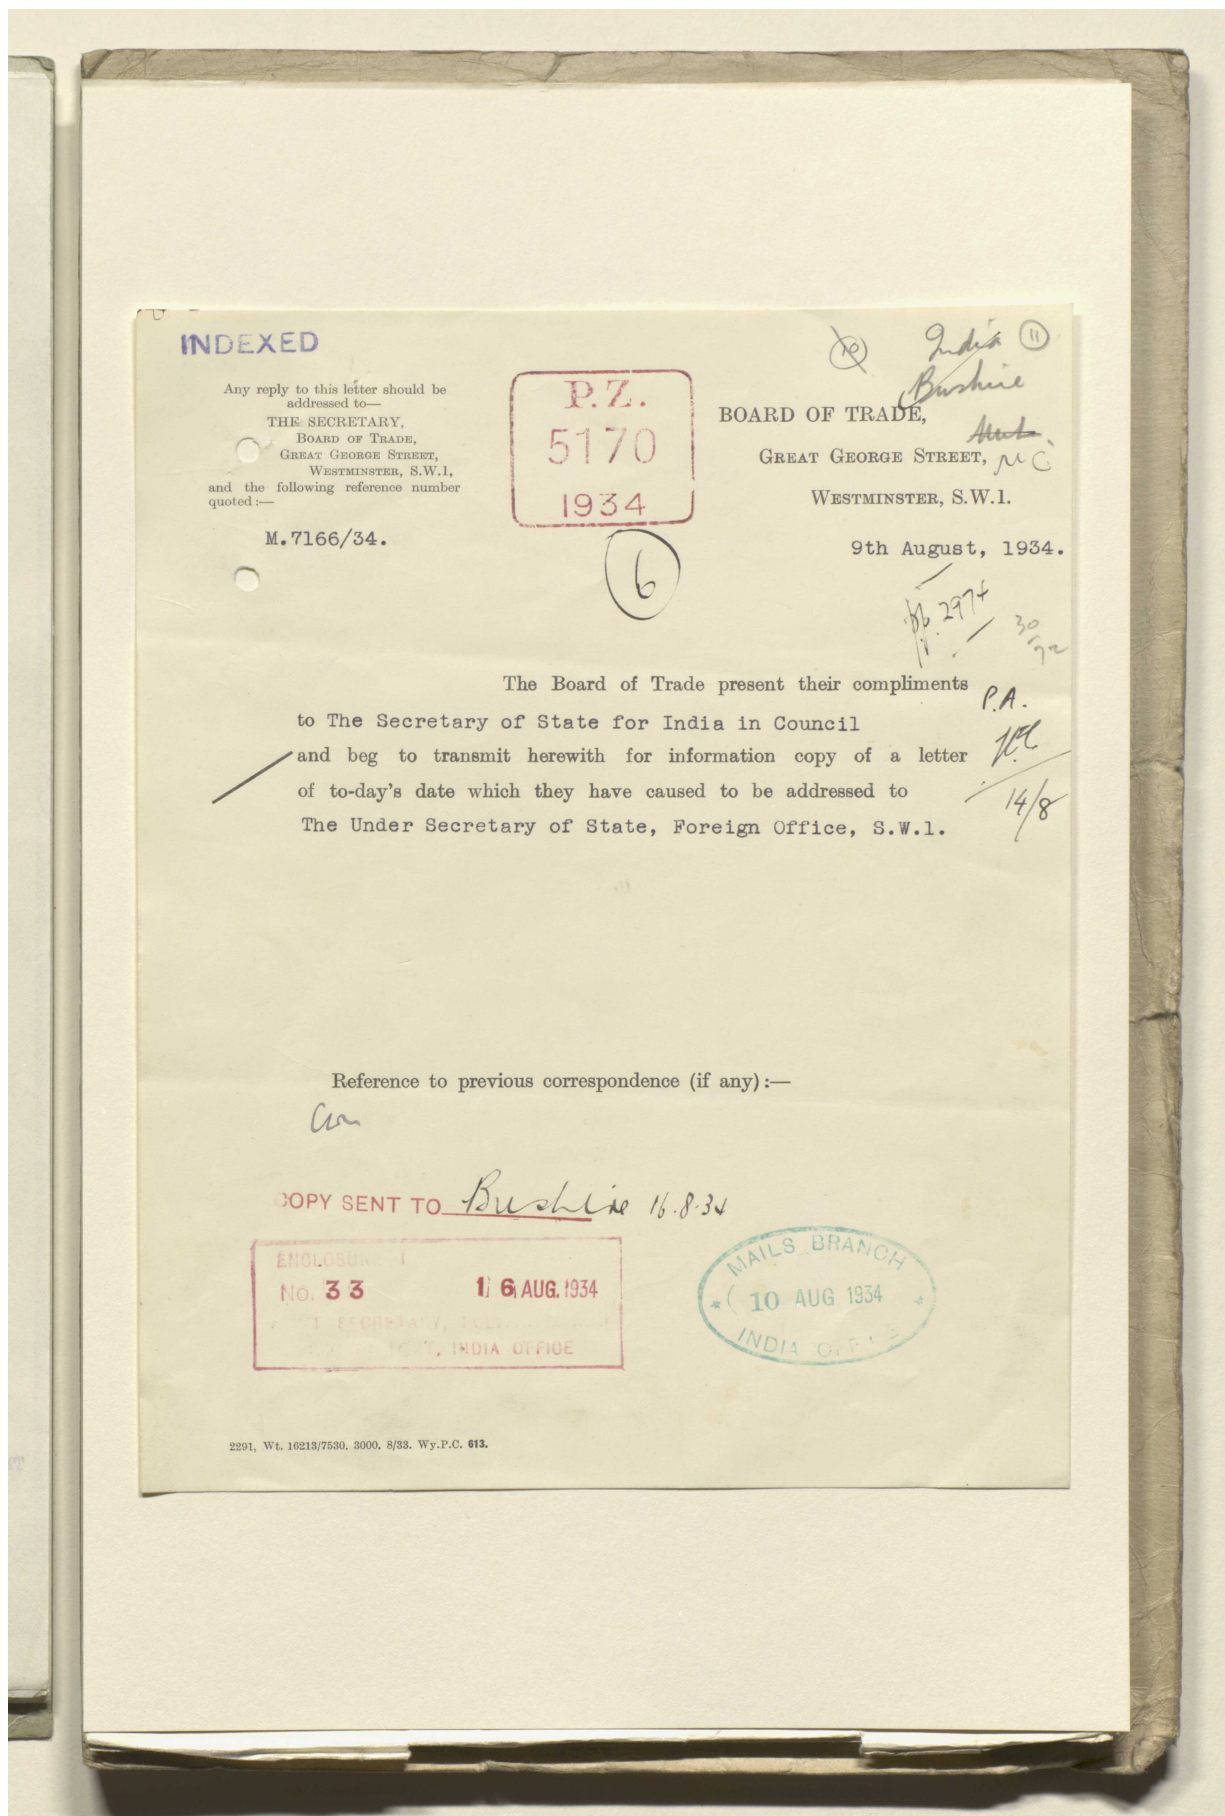 INDEXED
India 11
Bushire
Any reply to this letter should be
addressed to—
THE SECRETARY,
BOARD OF TRADE,
GREAT GEORGE STREET,
WESTMINSTER, S.W.1,
and the following reference number
quoted:—
M.7166/34.
P.Z.
5170
1934
6
BOARD OF TRADE,
GREAT GEORGE STREET,
WESTMINSTER, S.W.1.
9th August, 1934.
2974
30
The Board of Trade present their compliments
to The Secretary of State for India in Council
and beg to transmit herewith for information copy of a letter
of to-day's date which they have caused to be addressed to
The Under Secretary of State, Foreign Office, S.W.1.
P.A.
14/8
Reference to previous correspondence (if any):—
COPY SENT TO Bushire 16.8.34
ENCLOSURE
No. 33 16 AUG. 1934
SECRETARY,
INDIA OFFICE
MAILS BRANCH
10 AUG 1934
INDIA OFFICE
2291, Wt. 16213/7530. 3000. 8/33. Wy.P.C. 613.